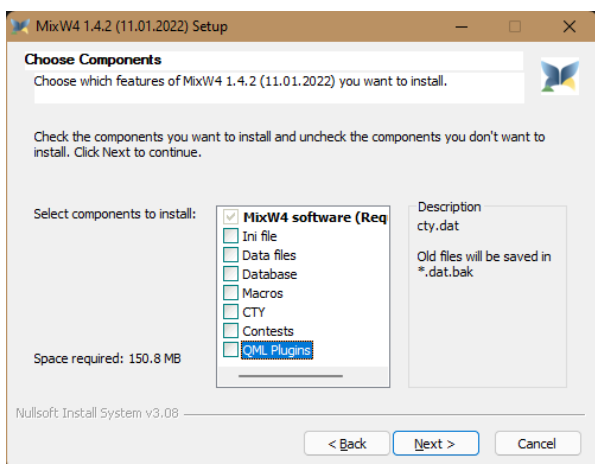 MixW4 1.4.2 (11.01.2022) Setup
Choose Components
Choose which features of MixW4 1.4.2 (11.01.2022) you want to install.
Check the components you want to install and uncheck the components you don't want to
install. Click Next to continue.
Select components to install:
MixW4 software (Req
Ini file
Data files
Database
Macros
CTY
Contests
QML Plugins
Description
cty.dat
Old files will be saved in
*.dat.bak
Space required: 150.8 MB
Nullsoft Install System v3.08
< Back
Next >
Cancel